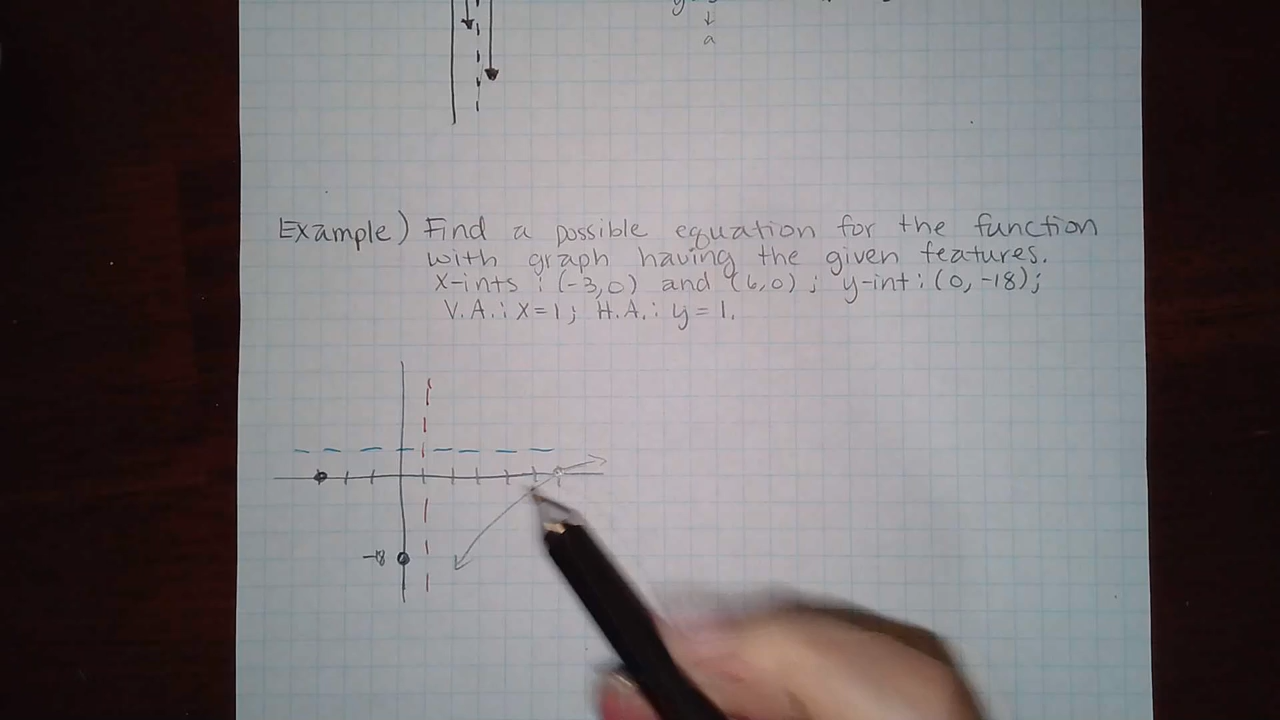 a
Example) Find a possible equation for the function
with graph having the given features.
x-ints : (-3,0) and (6,0) ; y-int : (0, -18);
V.A.: x=1; H.A.: y=1.
-18